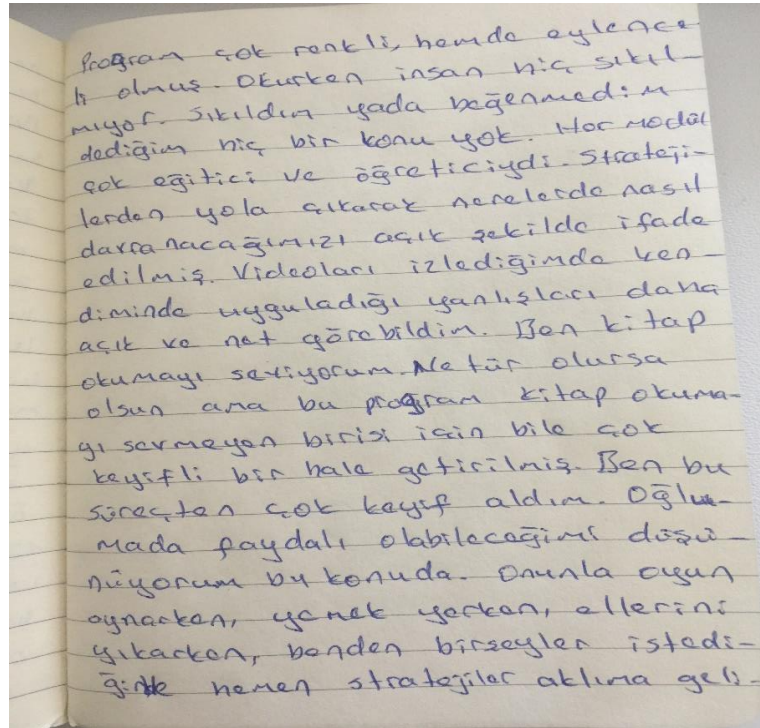 Program çok renkli, hemde eylence
li olmuş. Okurken insan hiç sıkıl-
mıyor. Sıkıldım yada beğenmedim
dediğim hiç bir konu yok. Her modül
çok eğitici ve öğreticiydi. Strateji-
lerden yola çıkarak nerelerde nasıl
davranacağımızı açık şekilde ifade
edilmiş. Videoları izlediğimde ken-
diminde uyguladığı yanlışları daha
açık ve net görebildim. Ben kitap
okumayı seviyorum. Ne tür olursa
olsun ama bu program kitap okuma-
yı sevmeyen birisi için bile çok
keyifli bir hale getirilmiş. Ben bu
süreçten çok keyif aldım. Oğlu-
mada faydalı olabileceğimi düşü-
nüyorum bu konuda. Onunla oyun
oynarken, yemek yerken, ellerini
yıkarken, benden birşeyler istedi-
ğinde hemen stratejiler aklıma geli-